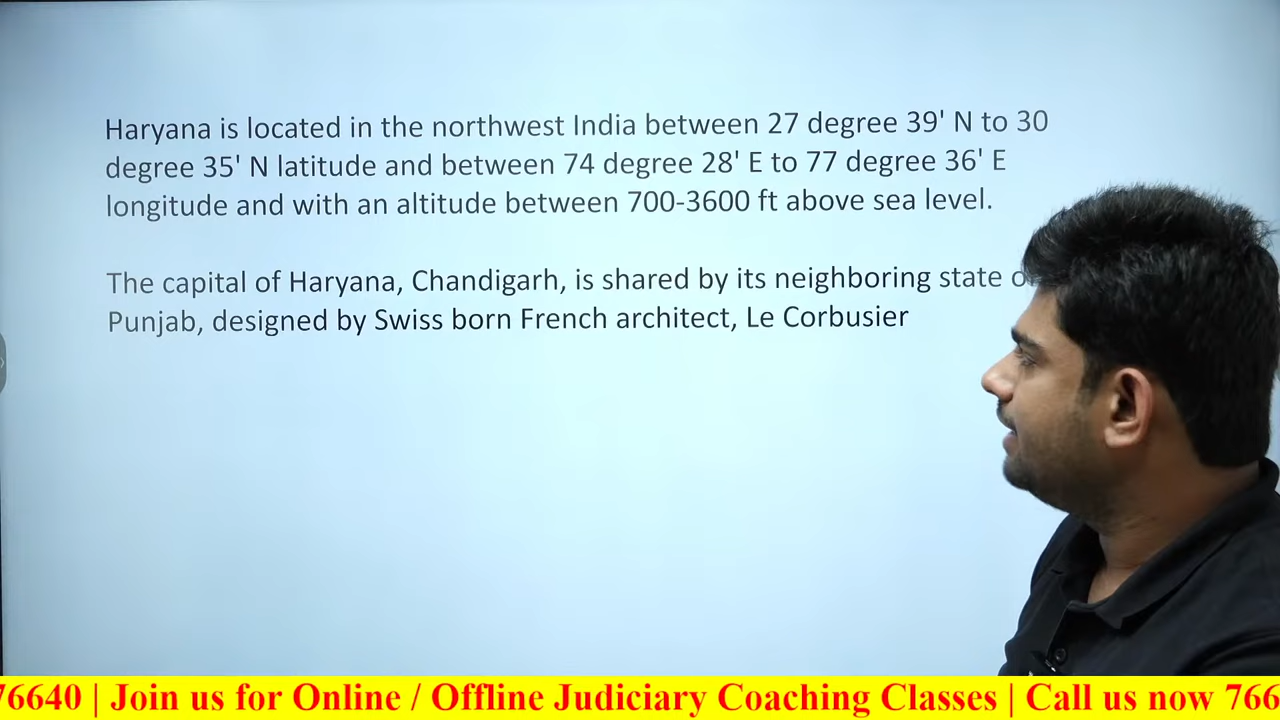 Haryana is located in the northwest India between 27 degree 39' N to 30
degree 35' N latitude and between 74 degree 28' E to 77 degree 36' E
longitude and with an altitude between 700-3600 ft above sea level.
The capital of Haryana, Chandigarh, is shared by its neighboring state
Punjab, designed by Swiss born French architect, Le Corbusier
76640 | Join us for Online / Offline Judiciary Coaching Classes | Call us now 766